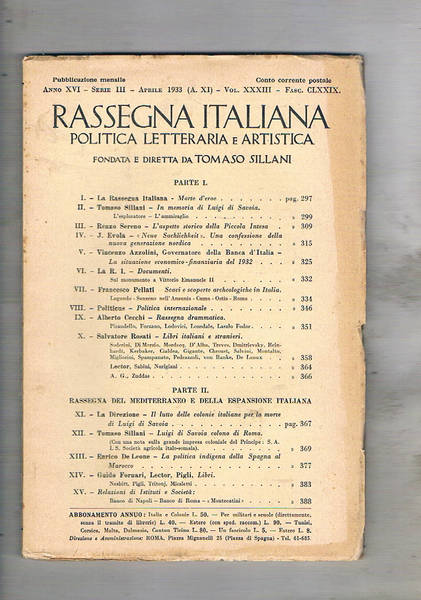 Pubblicazione mensile Conto corrente postale
ANNO XVI - SERIE III - APRILE 1933 (A. XI) - VOL. XXXIII - FASC. CLXXIX.
RASSEGNA ITALIANA
POLITICA LETTERARIA E ARTISTICA
FONDATA E DIRETTA DA TOMASO SILLANI
PARTE I.
I. - La Rassegna Italiana - Morte d'eroe . . . . . . pag. 297
II. - Tomaso Sillani - In memoria di Luigi di Savoia.
L'esploratore - L'ammiraglio . . . . . . » 299
III. - Renzo Sereno - L'aspetto storico della Piccola Intesa . » 309
IV. - J. Evola - «Neue Sachlichkeit». Una confessione della
nuova generazione nordica . . . . . . » 315
V. - Vincenzo Azzolini, Governatore della Banca d'Italia -
La situazione economico-finanziaria del 1932 . . » 325
VI. - La R. I. - Documenti.
Sul monumento a Vittorio Emanuele II . . . . » 332
VII. - Francesco Pellati - Scavi e scoperte archeologiche in Italia.
Lagundo - Sanzeno nell'Anaunia - Cuma - Ostia - Roma . » 334
VIII. - Politicus - Politica internazionale . . . . . » 346
IX. - Alberto Cecchi - Rassegna drammatica.
Pirandello, Forzano, Lodovici, Lonsdale, Laszlo Fodor. . » 351
X. - Salvatore Rosati - Libri italiani e stranieri.
Soderini, Di Marzio, Mordacq, D'Alba, Treves, Dmitrievsky, Reinhardt, Kerbaker, Galdea, Gigante, Cheuset, Salvini, Montalto,
Migliorini, Spampanato, Pedrazzoli, von Ranke, De Looux » 358
Lector, Sabini, Norigiani . . . . . . » 364
A. G., Zuddas . . . . . . » 366
PARTE II.
RASSEGNA DEL MEDITERRANEO E DELLA ESPANSIONE ITALIANA
XI. - La Direzione - Il lutto delle colonie italiane per la morte
di Luigi di Savoia . . . . . . pag. 367
XII. - Tomaso Sillani - Luigi di Savoia colono di Roma.
(Con una nota sulla grande impresa coloniale del Principe: S. A.
I. S. Società agricola italo-somala). . . . . » 369
XIII. - Enrico De Leone - La politica indigena della Spagna al
Marocco . . . . . . » 377
XIV. - Guido Fornari, Lector, Pigli, Libri.
Nesbitt, Pigli, Tritonj, Micaletti . . . . . » 383
XV. - Relazioni di Istituti e Società:
Banco di Napoli - Banco di Roma - «Montecatini» . . » 388
ABBONAMENTO ANNUO: Italia e Colonie L. 50. — Per militari e scuole (direttamente,
senza il tramite di librerie) L. 40. — Estero (con sped. raccom.) L. 90. — Tunisi,
Corsica, Malta, Dalmazia, Canton Ticino L. 80. — Un fascicolo L. 5. — Estero L. 8.
Direzione e Amministrazione: ROMA, Piazza Mignanelli 25 (Piazza di Spagna) - Tel. 61-685.